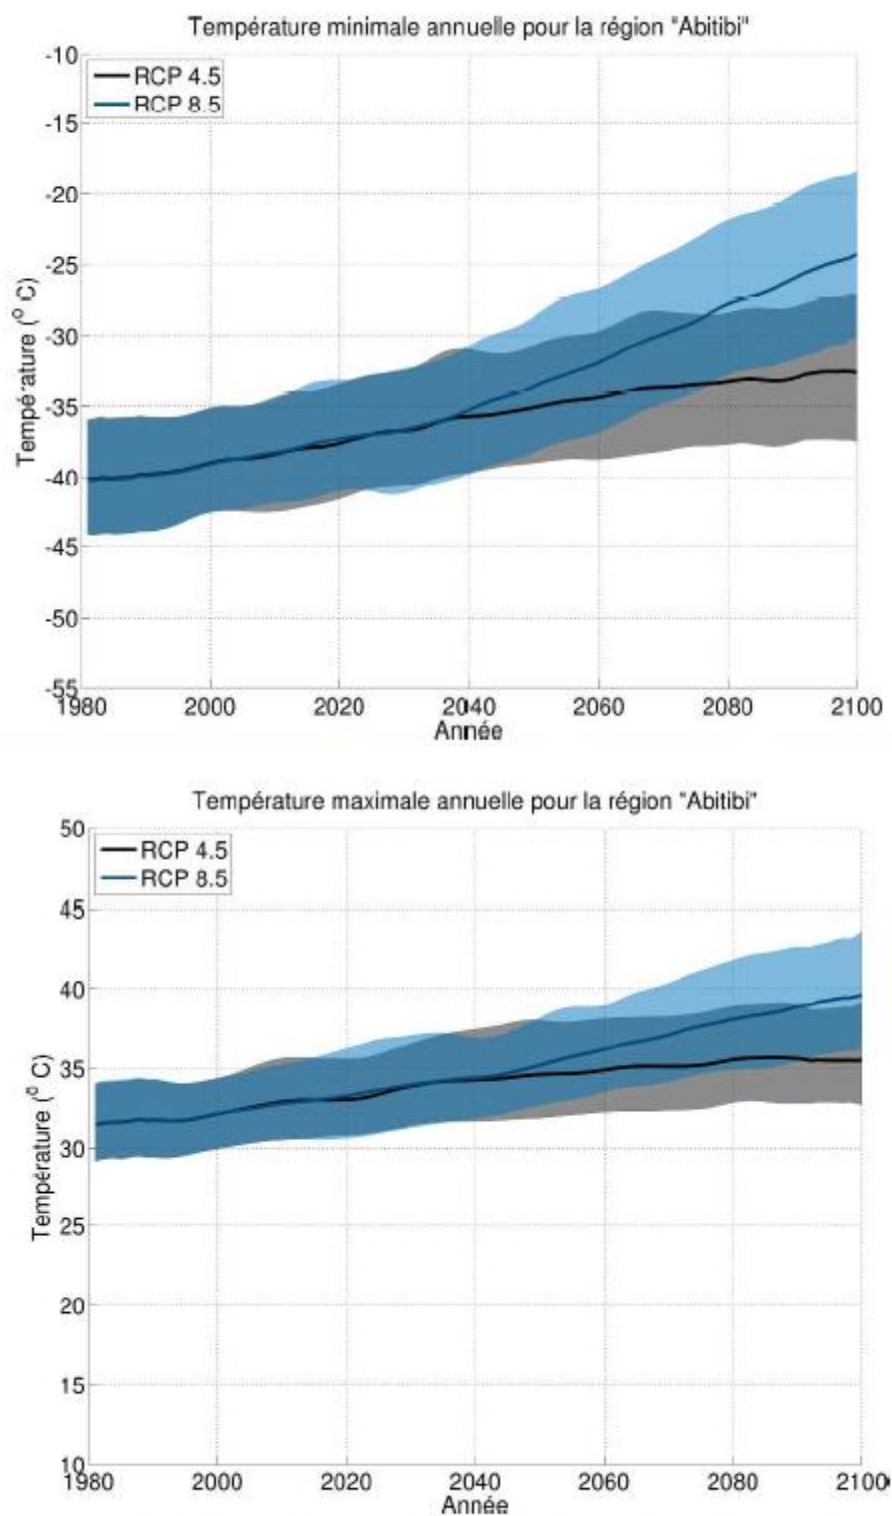 Température minimale annuelle pour la région "Abitibi"
-10
RCP 4.5
RCP 8.5
-15
-20
-25
-30
-35
-40
-45
-50
-55
Température (° C)
1980 2000 2020 2040 2060 2080 2100
Année
Température maximale annuelle pour la région "Abitibi"
50
RCP 4.5
RCP 8.5
45
40
35
30
25
20
15
10
Température (° C)
1980 2000 2020 2040 2060 2080 2100
Année